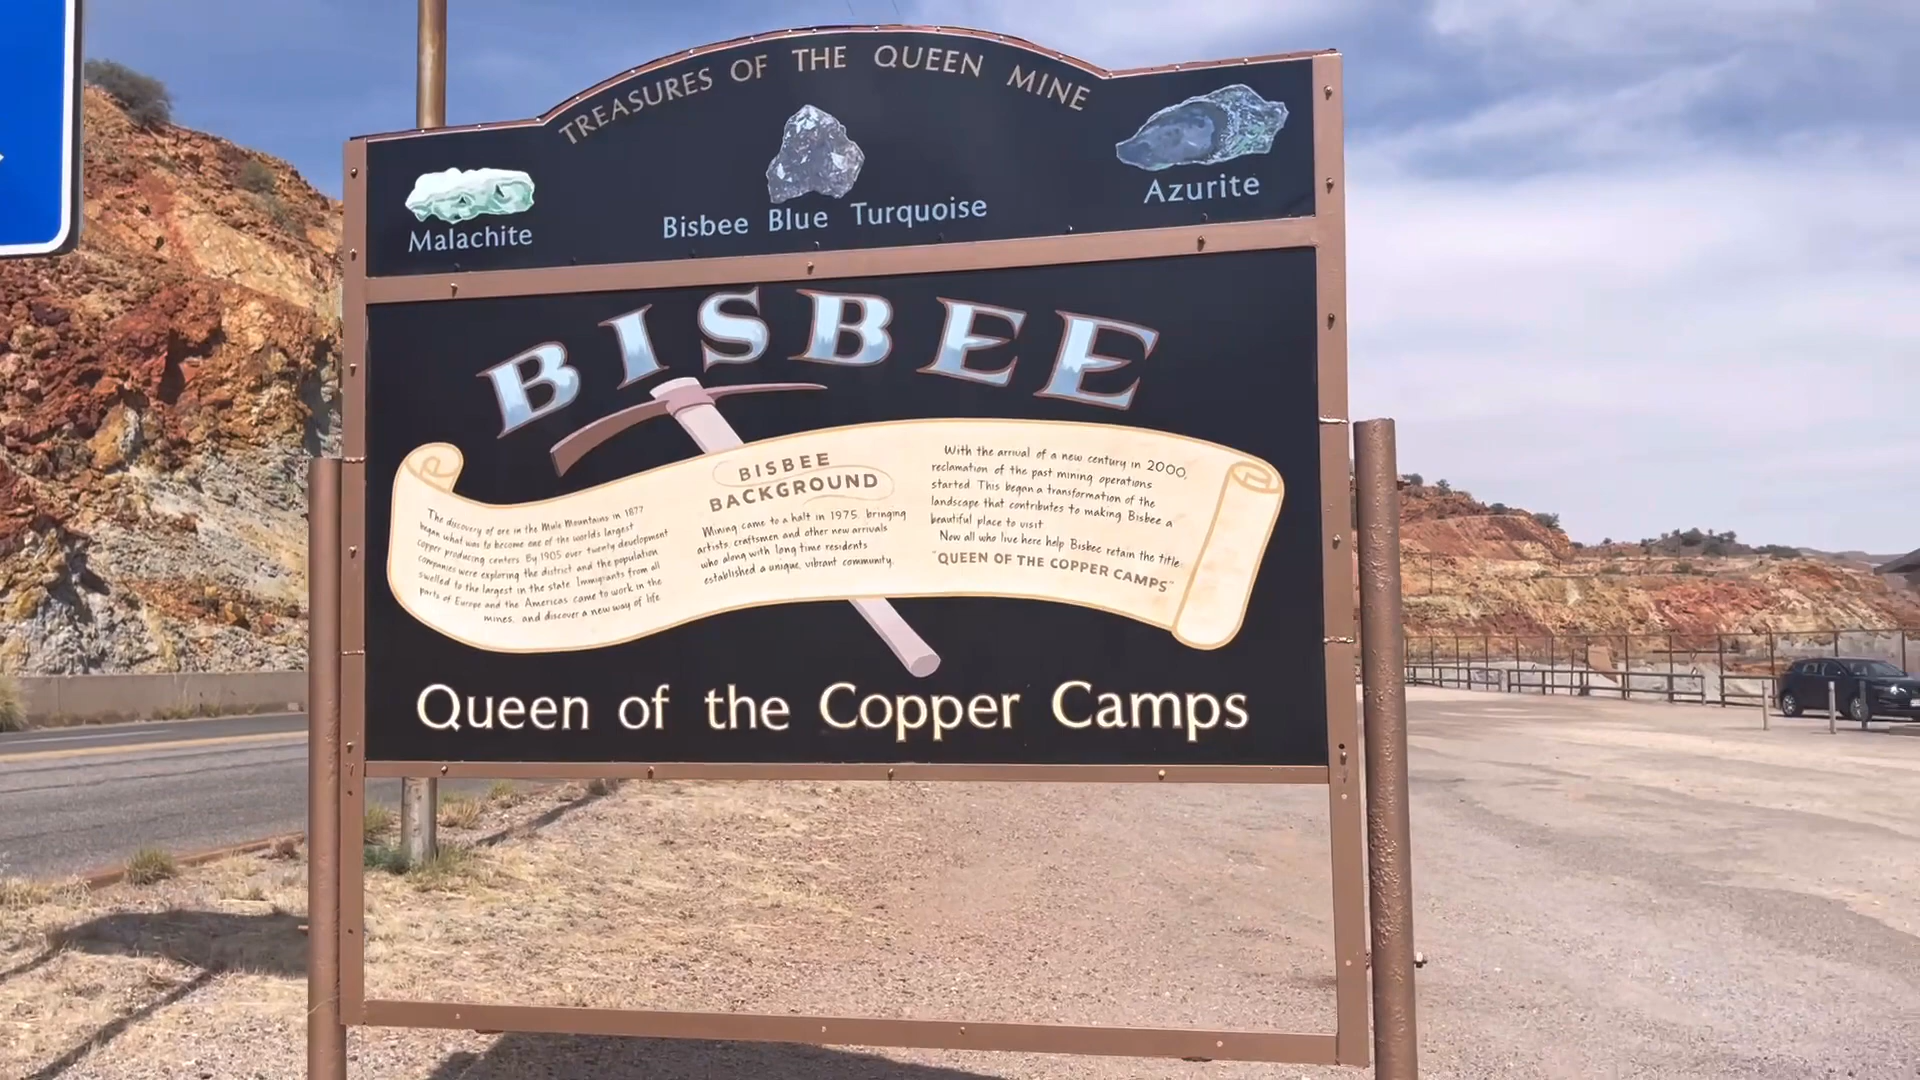 TREASURES OF THE QUEEN MINE
Malachite
Bisbee Blue Turquoise
Azurite
BISBEE
The discovery of ore in the Mule Mountains in 1877
began what was to become one of the world's largest
copper producing centers. By 1905 over twenty development
companies were exploring the district and the population
swelled to the largest in the state. Immigrants from all
parts of Europe and the Americas came to work in the
mines, and discover a new way of life
BISBEE
BACKGROUND
Mining came to a halt in 1975, bringing
artists, craftsmen and other new arrivals
who along with long time residents
established a unique, vibrant community.
With the arrival of a new century in 2000,
reclamation of the past mining operations
started. This began a transformation of the
landscape that contributes to making Bisbee a
beautiful place to visit
Now all who live here help Bisbee retain the title
"QUEEN OF THE COPPER CAMPS"
Queen of the Copper Camps